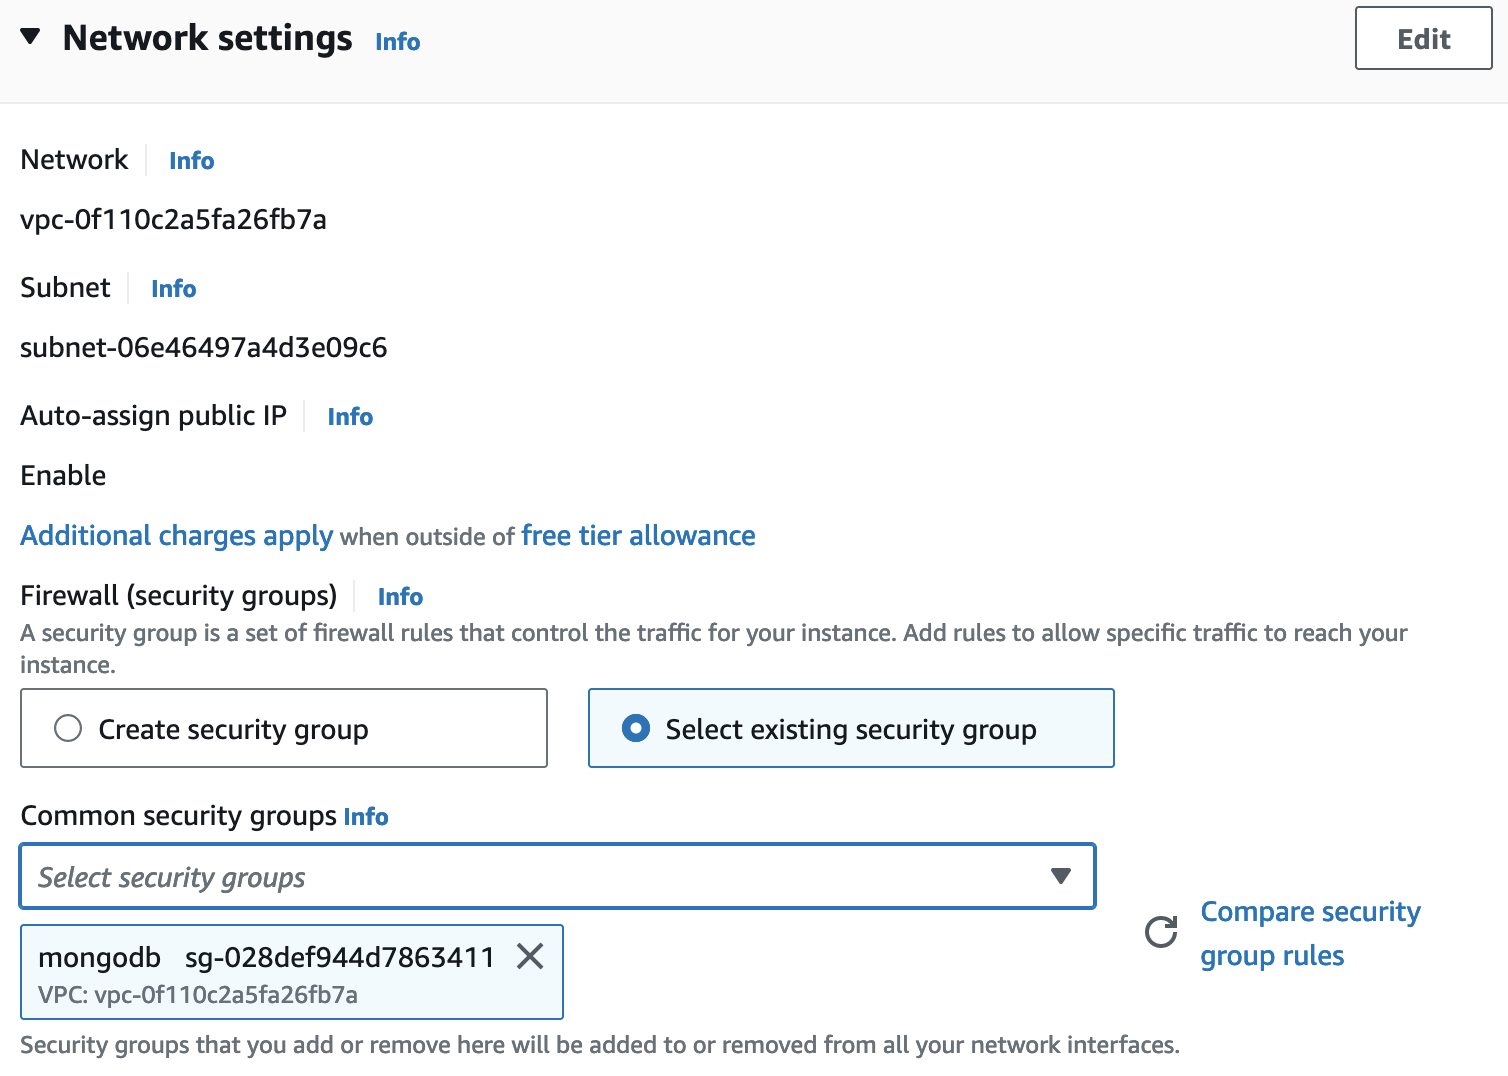 Network settings Info
Edit
Network Info
vpc-0f110c2a5fa26fb7a
Subnet Info
subnet-06e46497a4d3e09c6
Auto-assign public IP Info
Enable
Additional charges apply when outside of free tier allowance
Firewall (security groups) Info
A security group is a set of firewall rules that control the traffic for your instance. Add rules to allow specific traffic to reach your
instance.
Create security group
Select existing security group
Common security groups Info
Select security groups
Compare security
group rules
mongodb sg-028def944d7863411
VPC: vpc-0f110c2a5fa26fb7a
Security groups that you add or remove here will be added to or removed from all your network interfaces.